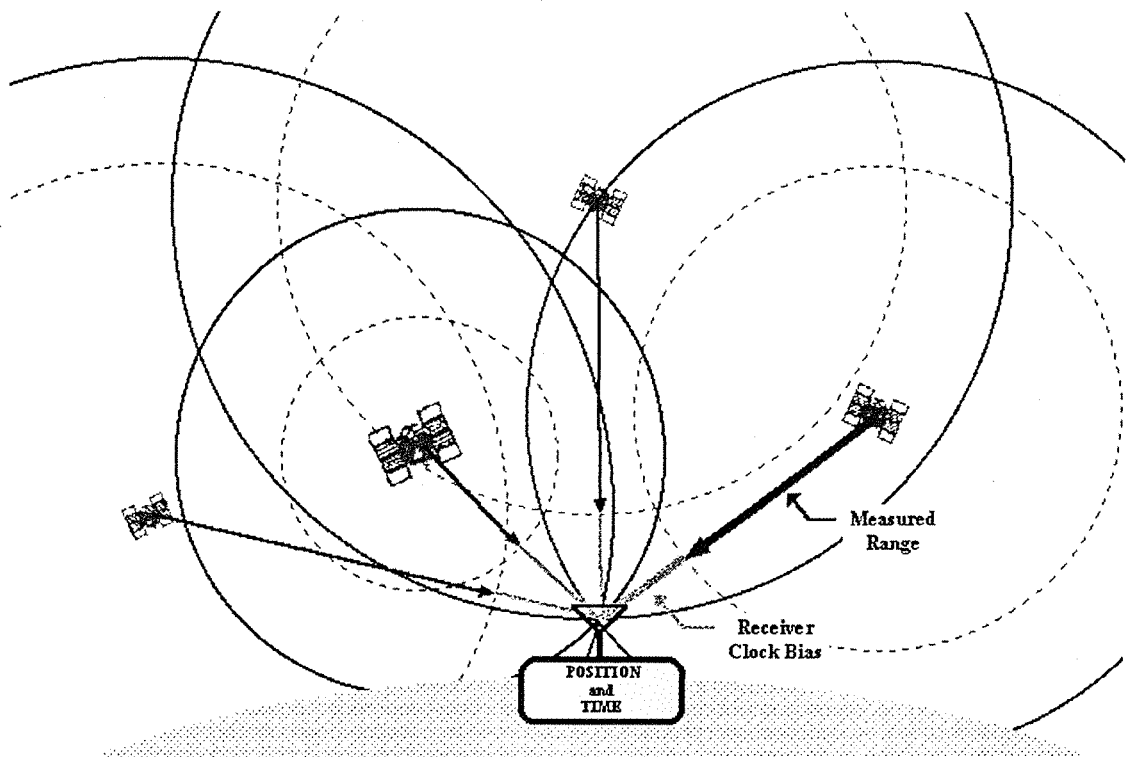 Measured
Range
Receiver
Clock Bias
POSITION
and
TIME